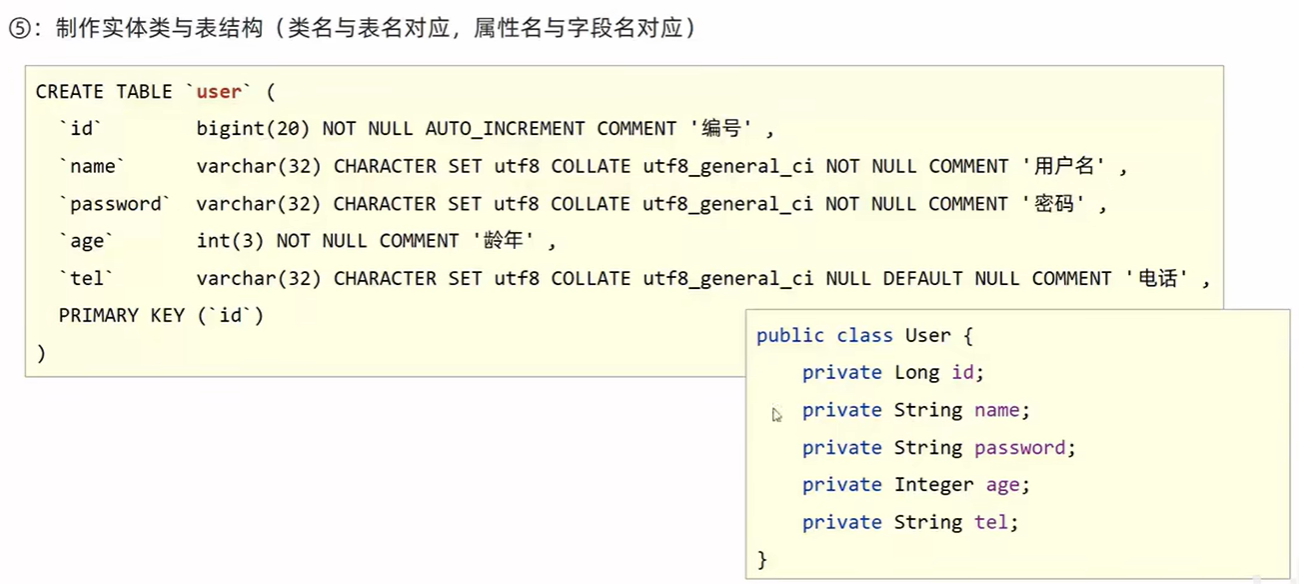 ⑤：制作实体类与表结构（类名与表名对应，属性名与字段名对应）
CREATE TABLE `user` (
`id` bigint(20) NOT NULL AUTO_INCREMENT COMMENT '编号' ,
`name` varchar(32) CHARACTER SET utf8 COLLATE utf8_general_ci NOT NULL COMMENT '用户名' ,
`password` varchar(32) CHARACTER SET utf8 COLLATE utf8_general_ci NOT NULL COMMENT '密码' ,
`age` int(3) NOT NULL COMMENT '龄年' ,
`tel` varchar(32) CHARACTER SET utf8 COLLATE utf8_general_ci NULL DEFAULT NULL COMMENT '电话' ,
PRIMARY KEY (`id`)
)
public class User {
private Long id;
private String name;
private String password;
private Integer age;
private String tel;
}